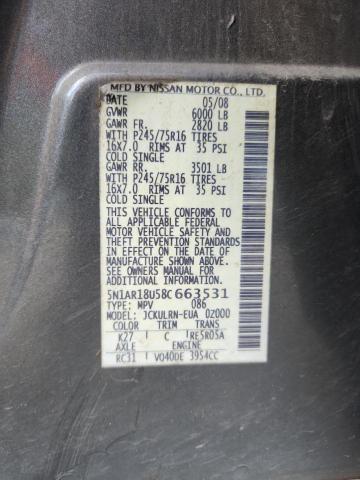 MFD BY NISSAN MOTOR CO., LTD.
DATE 05/08
GVWR 6000 LB
GAWR FR. 2820 LB
WITH P245/75R16 TIRES
16X7.0 RIMS AT 35 PSI
COLD SINGLE
GAWR RR. 3501 LB
WITH P245/75R16 TIRES
16X7.0 RIMS AT 35 PSI
COLD SINGLE
THIS VEHICLE CONFORMS TO
ALL APPLICABLE FEDERAL
MOTOR VEHICLE SAFETY
STANDARDS IN EFFECT ON
THE DATE OF MANUFACTURE
SHOWN ABOVE.
SEE OWNERS MANUAL FOR
ADDITIONAL INFORMATION
5N1AR18U58C663531
TYPE: MPV 086
MODEL: JCKULRN-EUA 0Z000
COLOR TRIM TRANS
K27 C RE5R05A
AXLE ENGINE
RC31 VQ40DE 3954CC